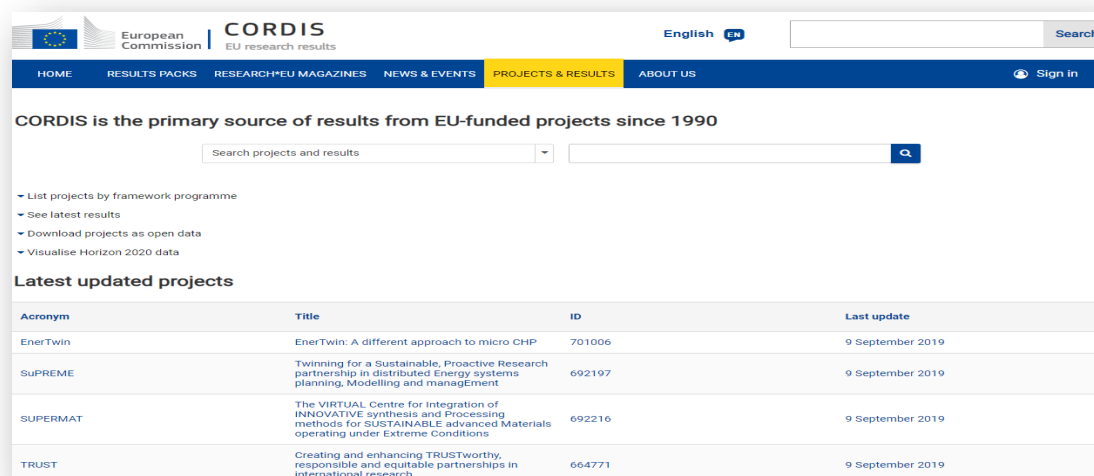 European
Commission
CORDIS
EU research results
English EN
Search
HOME RESULTS PACKS RESEARCH*EU MAGAZINES NEWS & EVENTS PROJECTS & RESULTS ABOUT US Sign in
CORDIS is the primary source of results from EU-funded projects since 1990
Search projects and results
List projects by framework programme
See latest results
Download projects as open data
Visualise Horizon 2020 data
Latest updated projects
Acronym Title ID Last update
EnerTwin EnerTwin: A different approach to micro CHP 701006 9 September 2019
Twinning for a Sustainable, Proactive Research
SuPREME partnership in distributed Energy systems 692197 9 September 2019
planning, Modelling and managEment
The VIRTUAL Centre for Integration of
INNOVATIVE synthesis and Processing
SUPERMAT methods for SUSTAINABLE advanced Materials 692216 9 September 2019
operating under Extreme Conditions
Creating and enhancing TRUSTworthy,
TRUST responsible and equitable partnerships in 664771 9 September 2019
international research